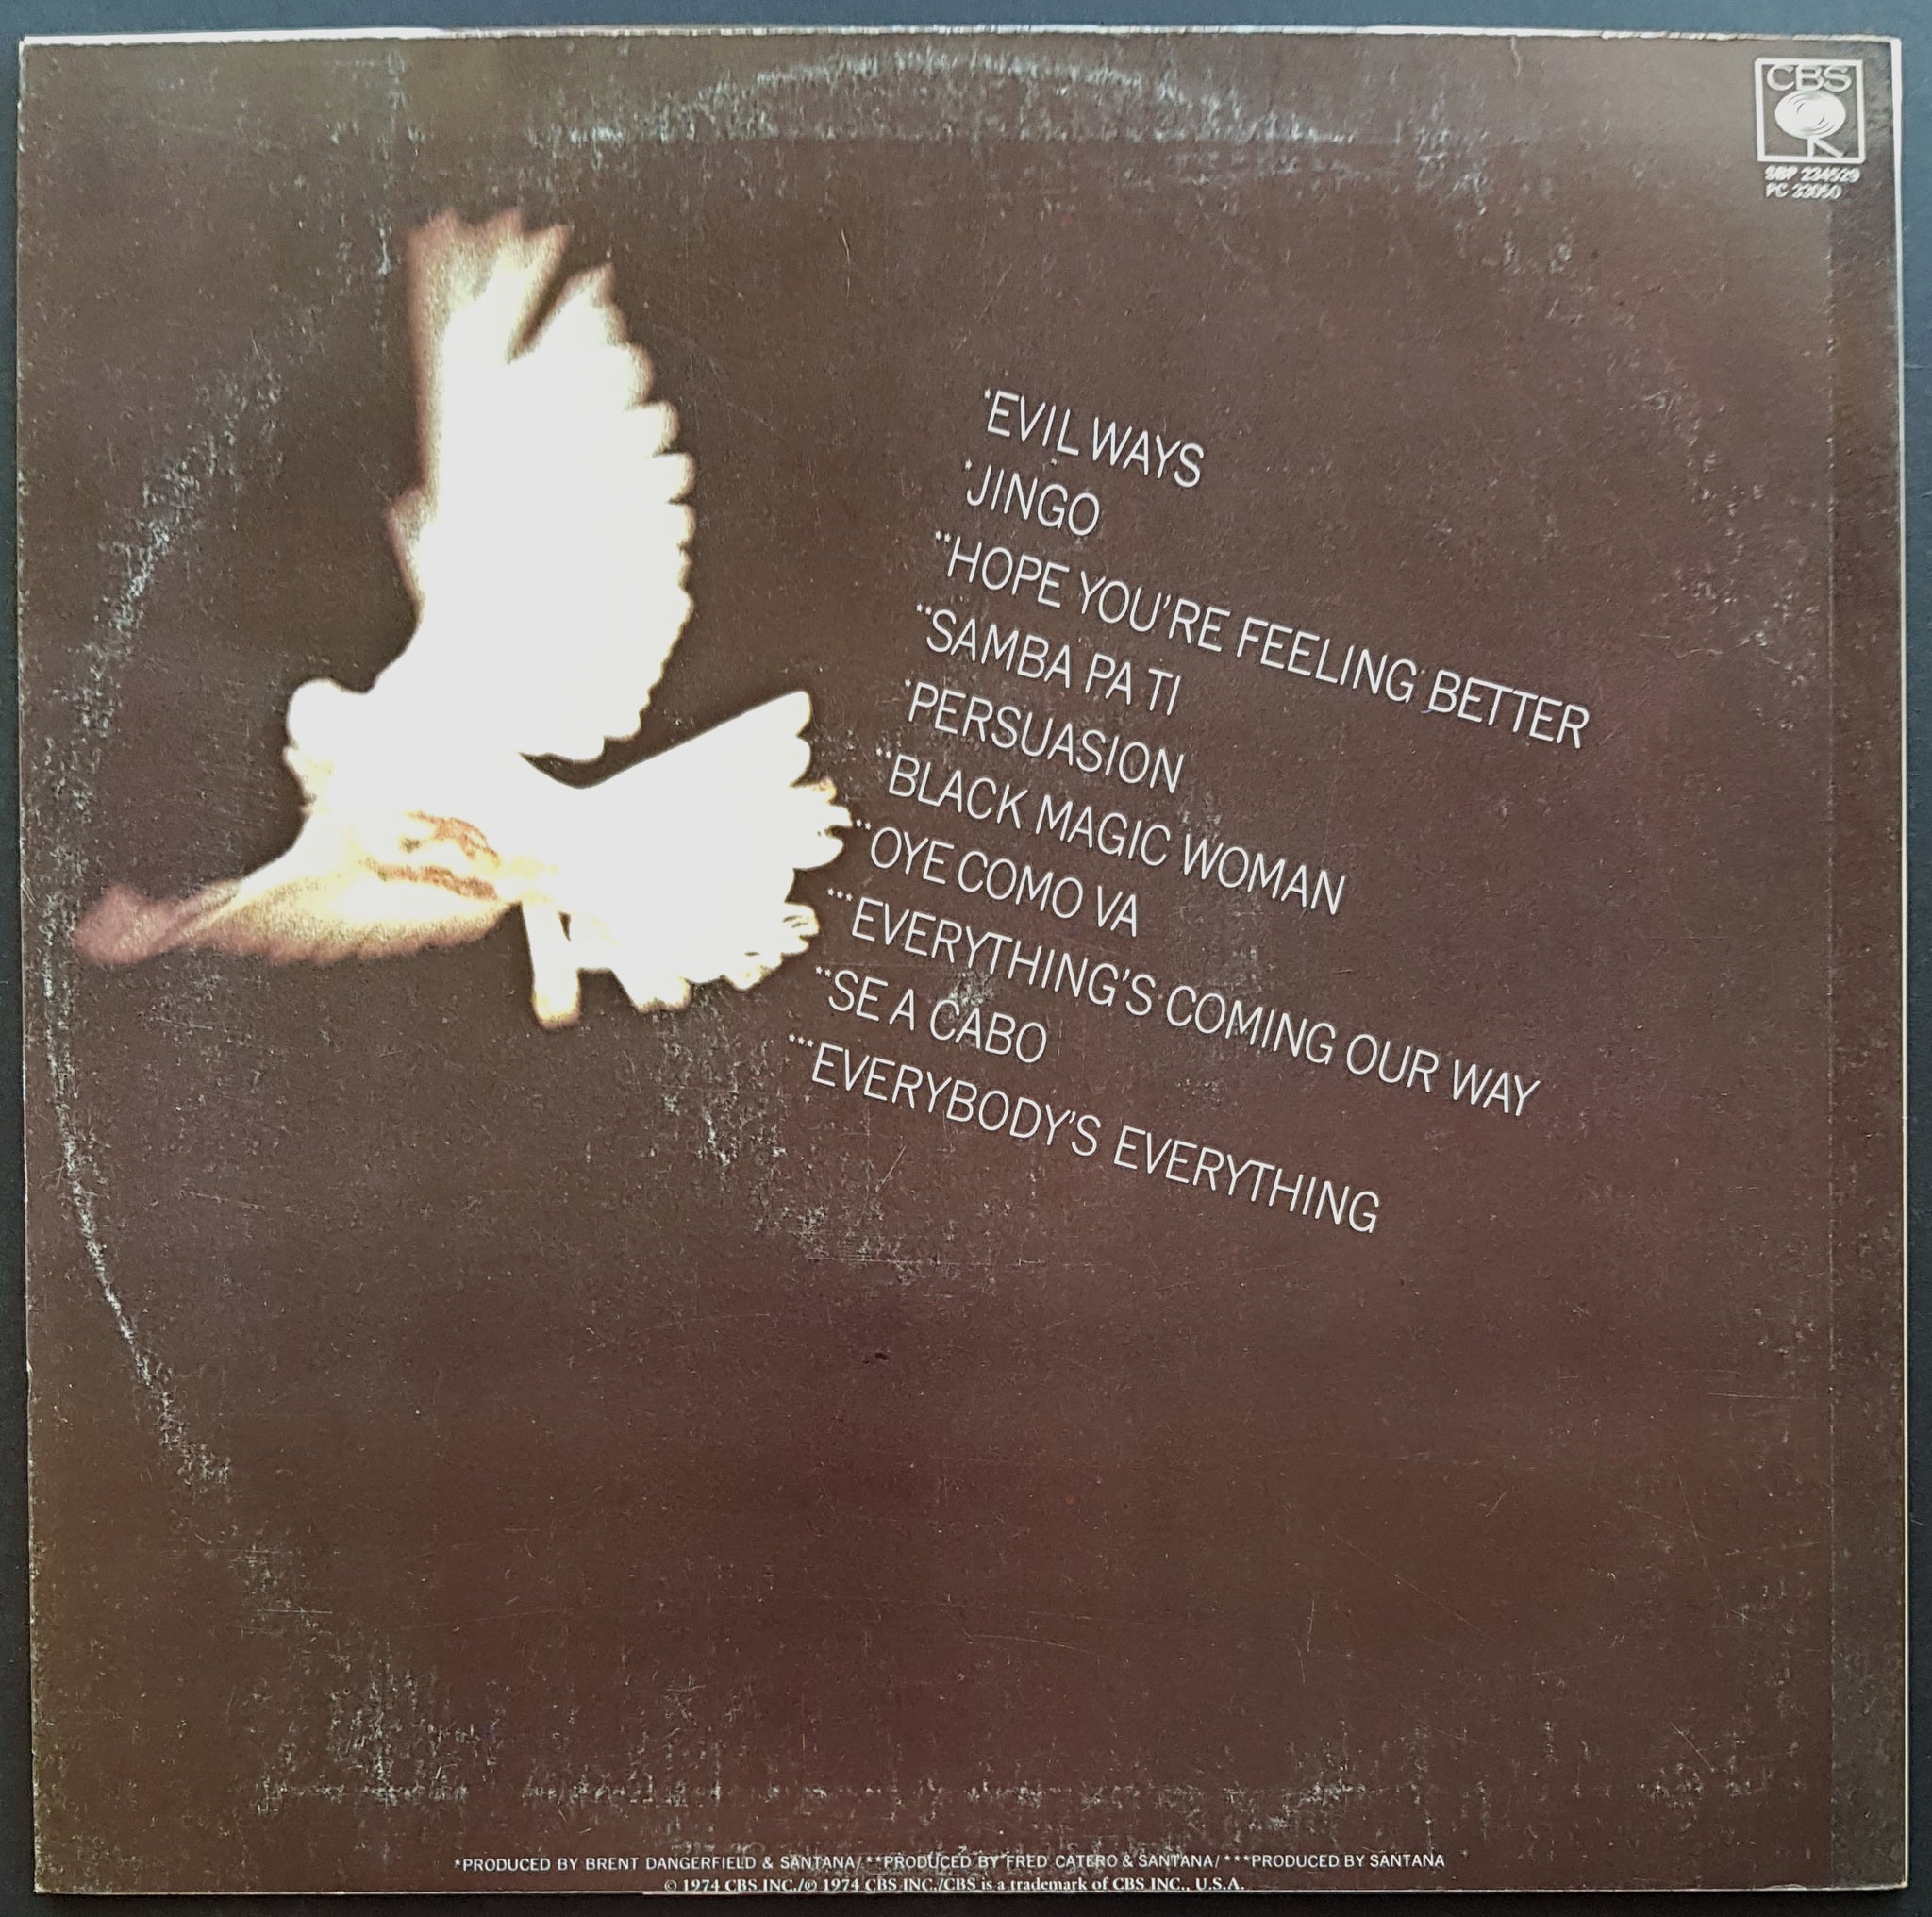 CBS
SBP 234529
PC 33050
*EVIL WAYS
*JINGO
**HOPE YOU'RE FEELING BETTER
**SAMBA PA TI
*PERSUASION
**BLACK MAGIC WOMAN
**OYE COMO VA
***EVERYTHING'S COMING OUR WAY
**SE A CABO
***EVERYBODY'S EVERYTHING
*PRODUCED BY BRENT DANGERFIELD & SANTANA/**PRODUCED BY FRED CATERO & SANTANA/***PRODUCED BY SANTANA
© 1974 CBS INC./℗ 1974 CBS INC./CBS is a trademark of CBS INC., U.S.A.